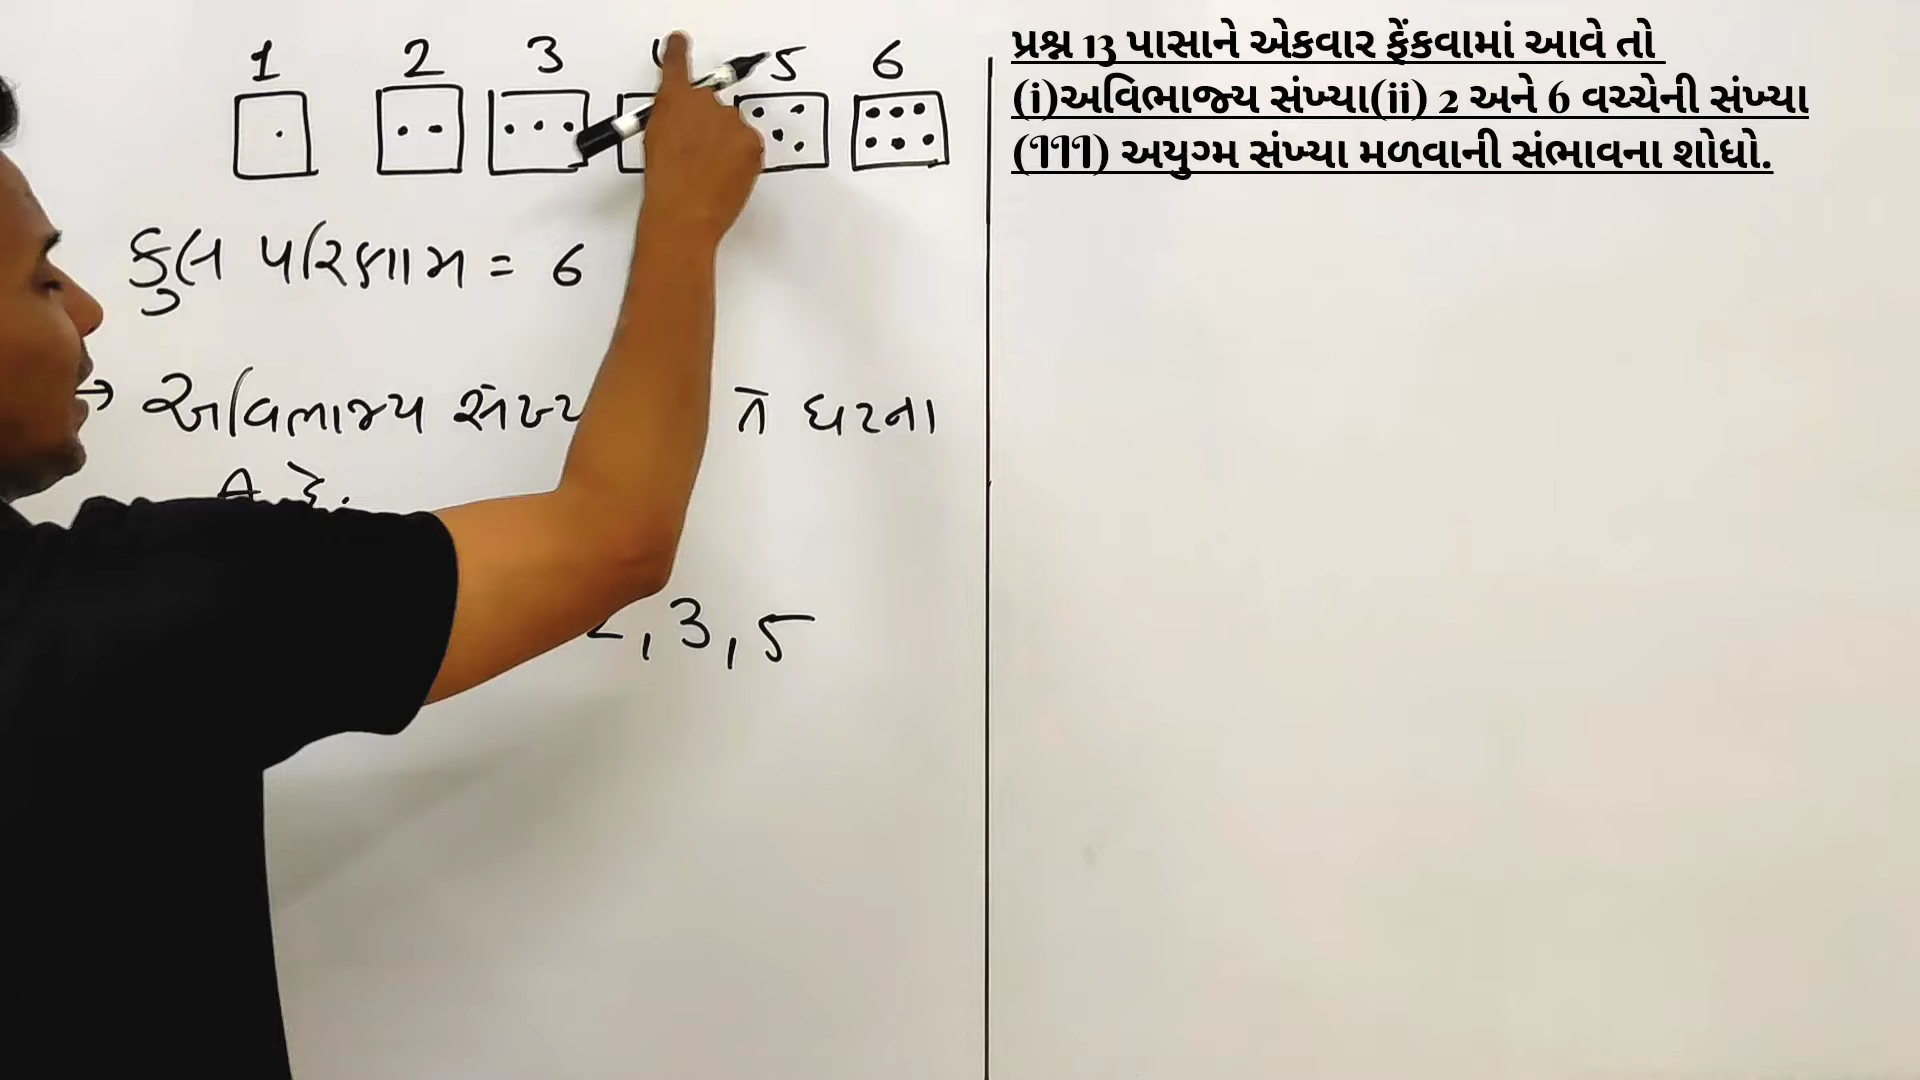 1 2 3 5 6
કુલ પરિણામ = 6
→ અવિભાજ્ય તે ઘટના
A છે.
, 3, 5
પ્રશ્ન 13 પાસાને એકવાર ફેંકવામાં આવે તો
(i)અવિભાજ્ય સંખ્યા(ii) 2 અને 6 વચ્ચેની સંખ્યા
(111) અયુગ્મ સંખ્યા મળવાની સંભાવના શોધો.